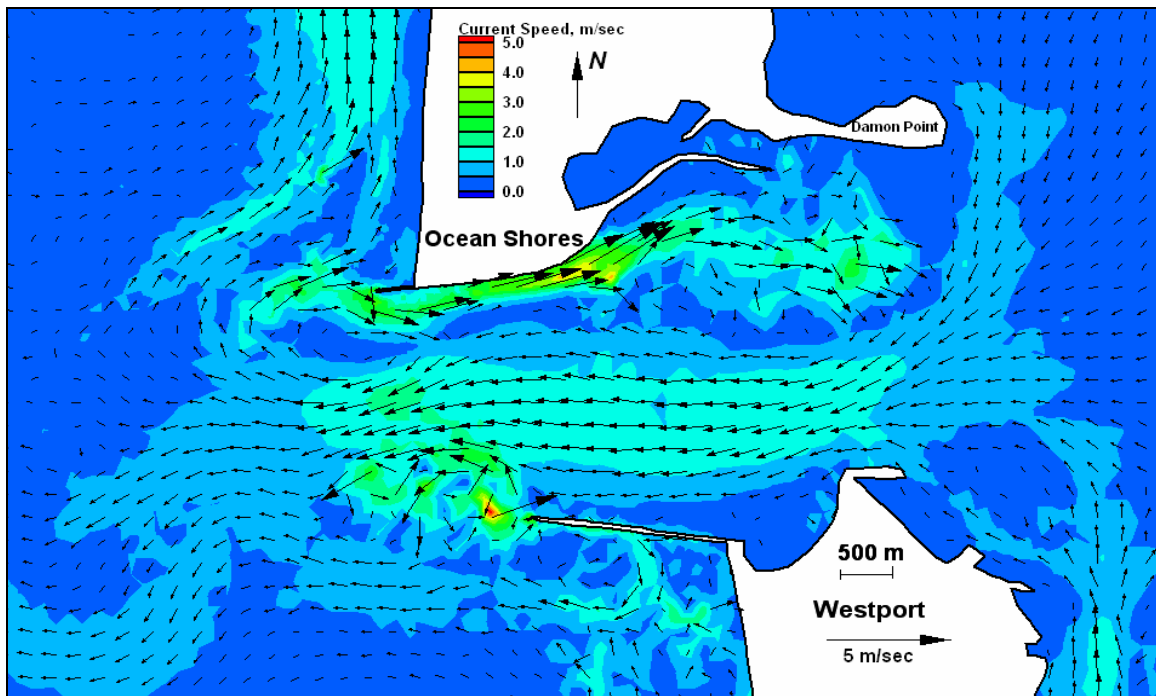 Current Speed, m/sec
5.0
4.0
3.0
2.0
1.0
0.0
N
Damon Point
Ocean Shores
500 m
Westport
5 m/sec